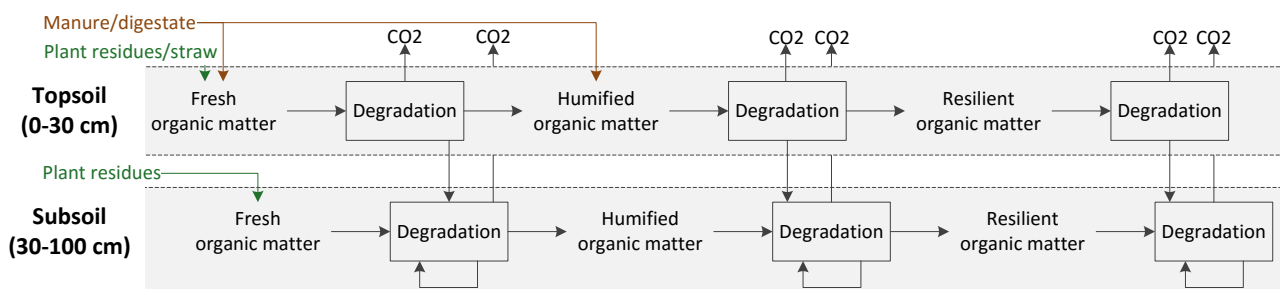 Manure/digestate
Plant residues/straw
CO2 CO2 CO2 CO2 CO2 CO2
Topsoil
(0-30 cm)
Fresh
organic matter
Degradation
Humified
organic matter
Degradation
Resilient
organic matter
Degradation
Plant residues
Subsoil
(30-100 cm)
Fresh
organic matter
Degradation
Humified
organic matter
Degradation
Resilient
organic matter
Degradation